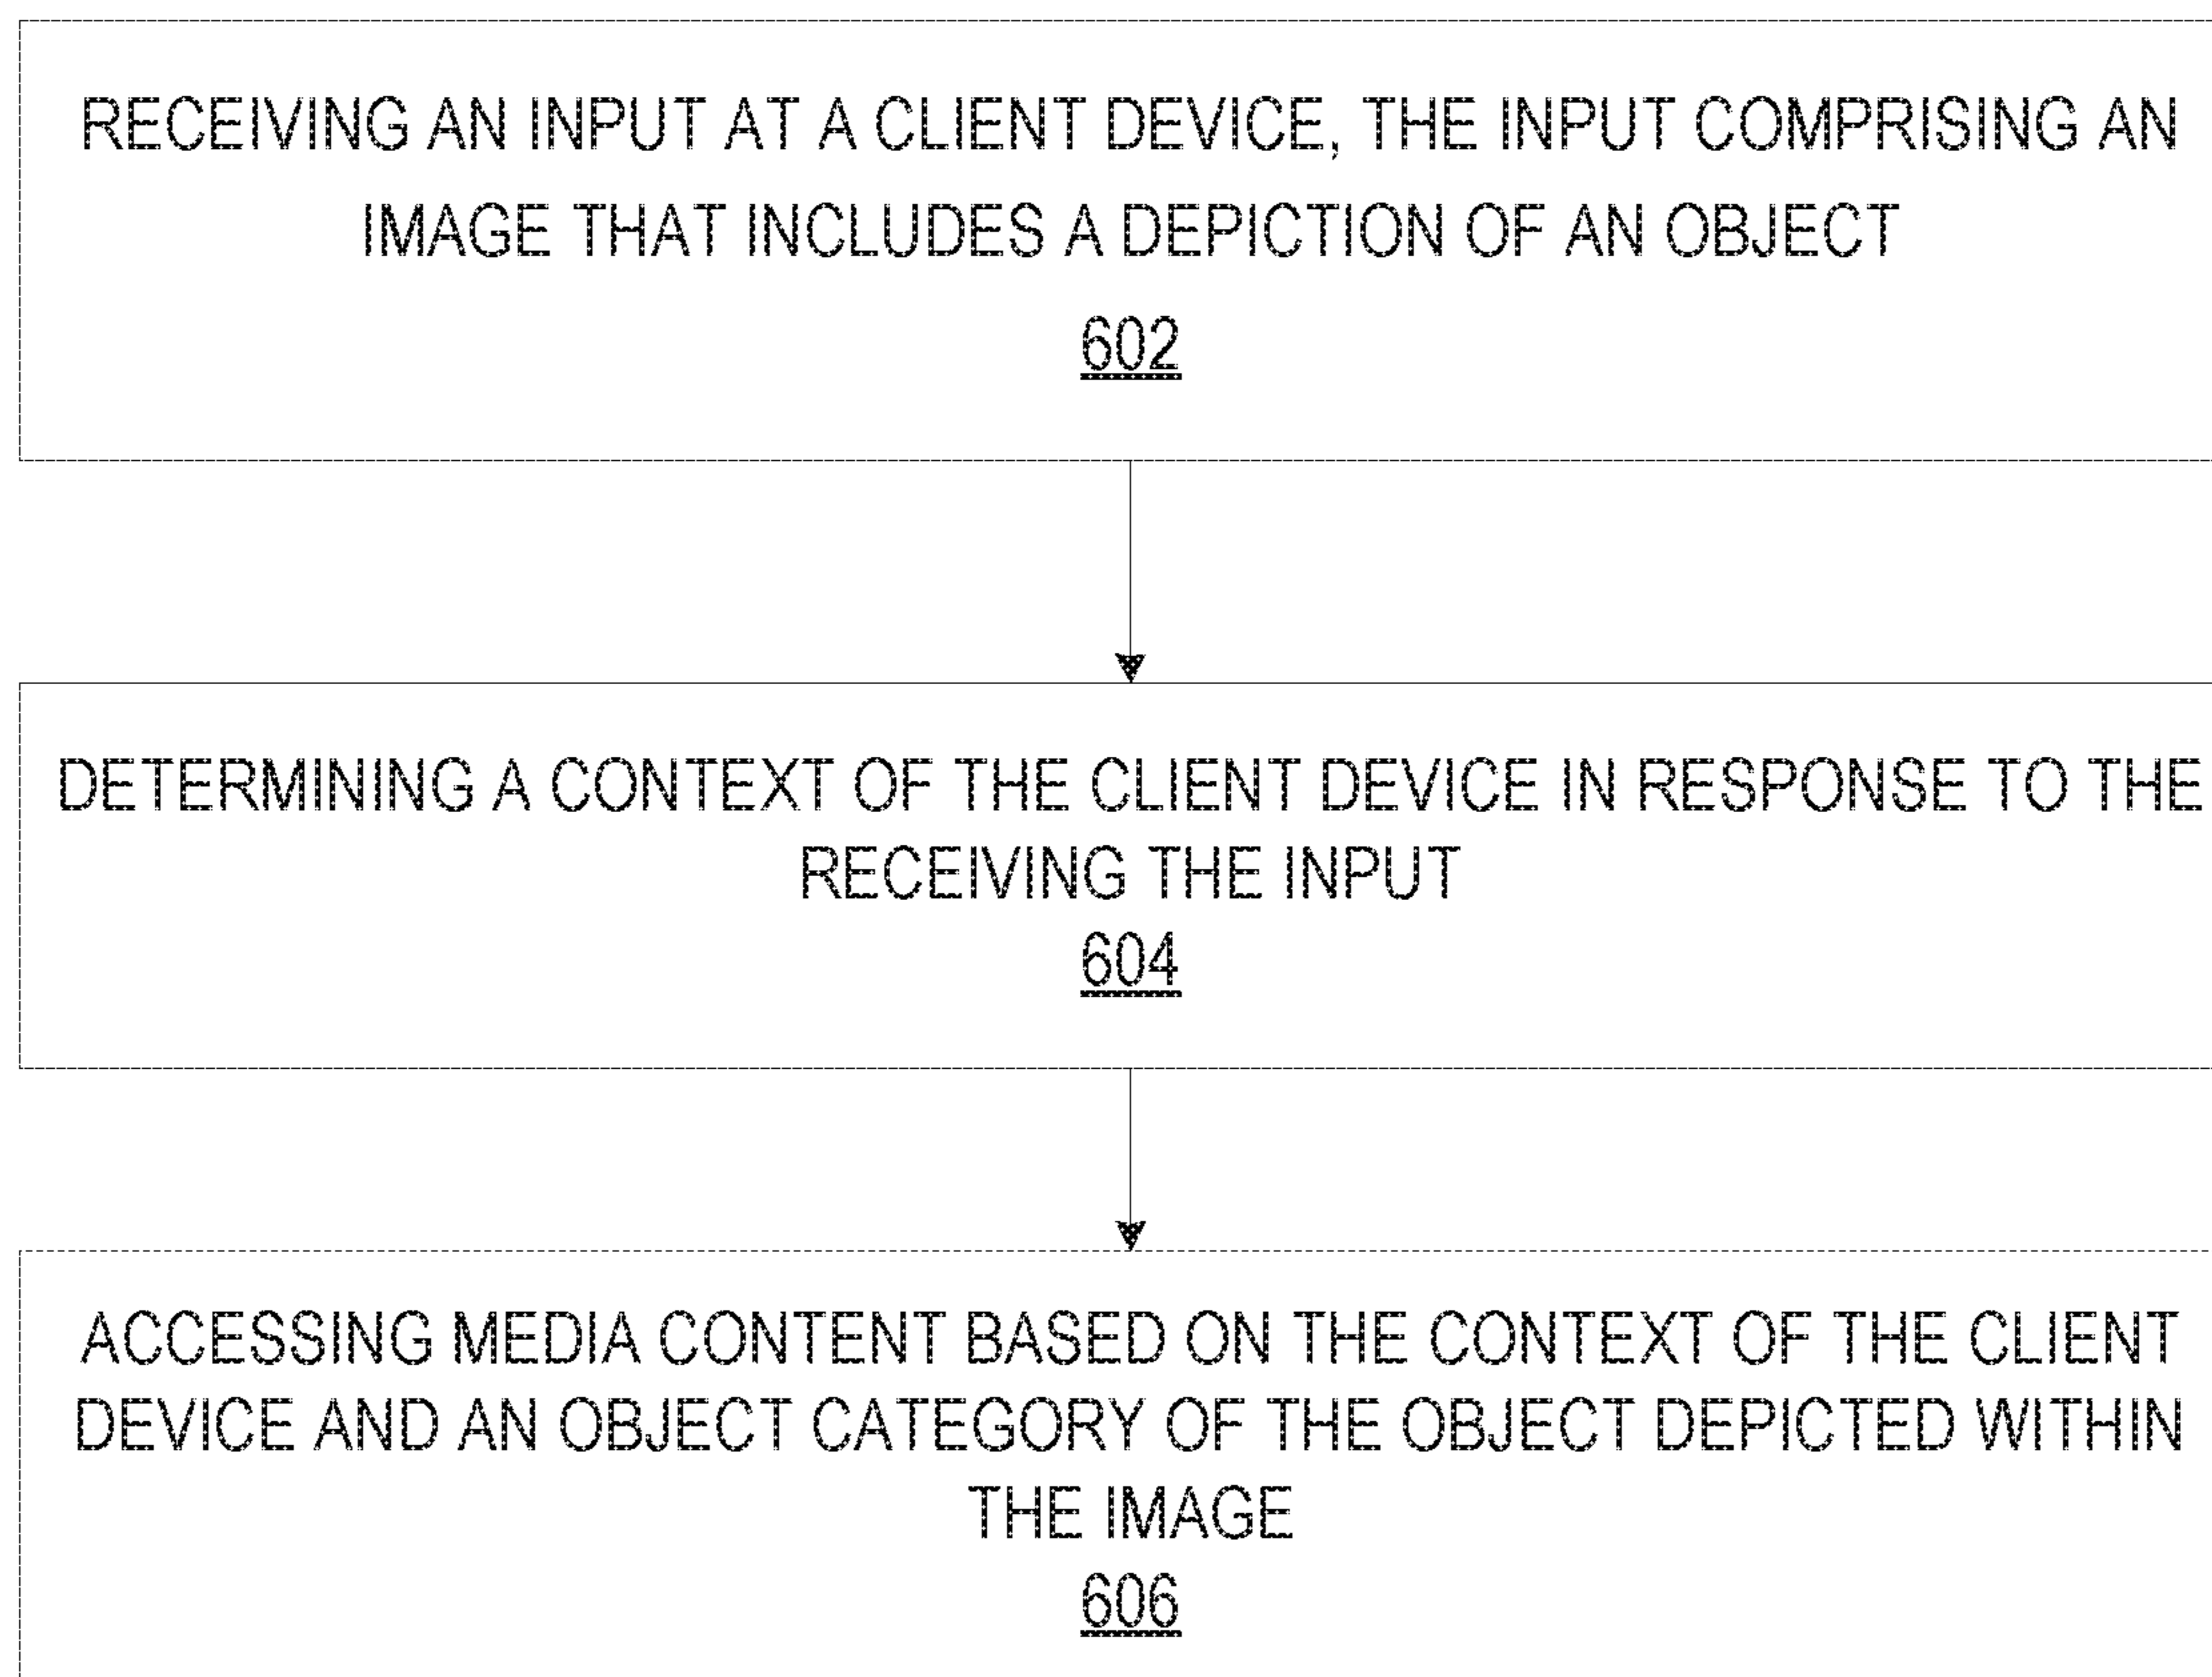 RECEIVING AN INPUT AT A CLIENT DEVICE, THE INPUT COMPRISING AN
IMAGE THAT INCLUDES A DEPICTION OF AN OBJECT
602
DETERMINING A CONTEXT OF THE CLIENT DEVICE IN RESPONSE TO THE
RECEIVING THE INPUT
604
ACCESSING MEDIA CONTENT BASED ON THE CONTEXT OF THE CLIENT
DEVICE AND AN OBJECT CATEGORY OF THE OBJECT DEPICTED WITHIN
THE IMAGE
606